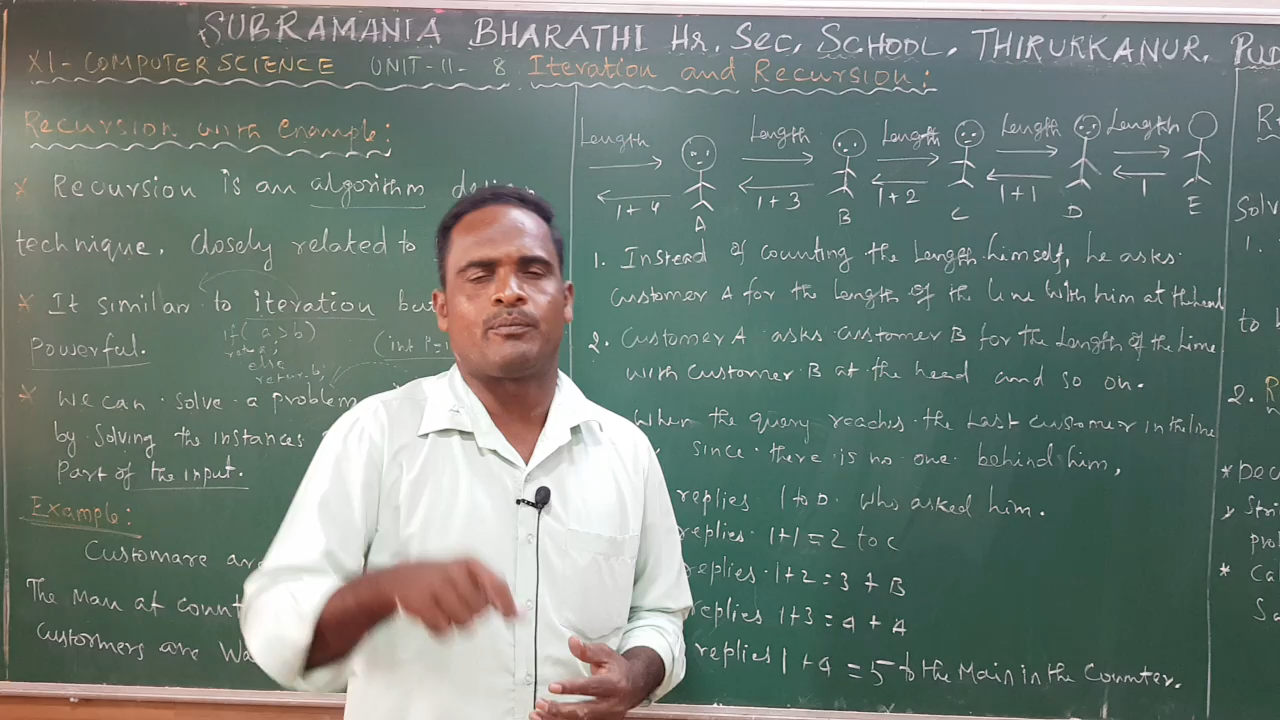 SUBRAMANIA BHARATHI Hr. Sec. SCHOOL. THIRUKKANUR.
XI - COMPUTER SCIENCE UNIT-II- 8 Iteration and Recursion:
Recursion with Example:
* Recursion is an algorithm design
technique, closely related to
* It similar to iteration but
Powerful.
if (a>b)
else
return b;
* We can solve a problem
by solving the instances
Part of the input.
Example:
Customare are
The Man at count
Customers are Wa
Length Length Length Length Length
1+4 1+3 1+2 1+1 1
A B C D E
1. Instead of counting the Length himself, he asks
customer A for the Length of the line with him at the head
2. Customer A asks customer B for the Length of the Line
with customer B at the head and so on.
When the query reaches the Last customer in the line
since there is no one behind him,
replies 1 to D who asked him.
replies 1+1=2 to C
replies 1+2=3 + B
replies 1+3=4 + A
replies 1+4=5 to the Main in the Counter.
Solv
1.
to
2. R